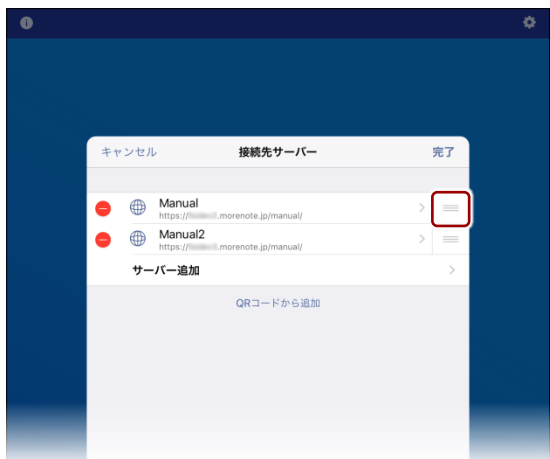 キャンセル 接続先サーバー 完了
Manual
https:// .morenote.jp/manual/
Manual2
https:// .morenote.jp/manual/
サーバー追加
QRコードから追加